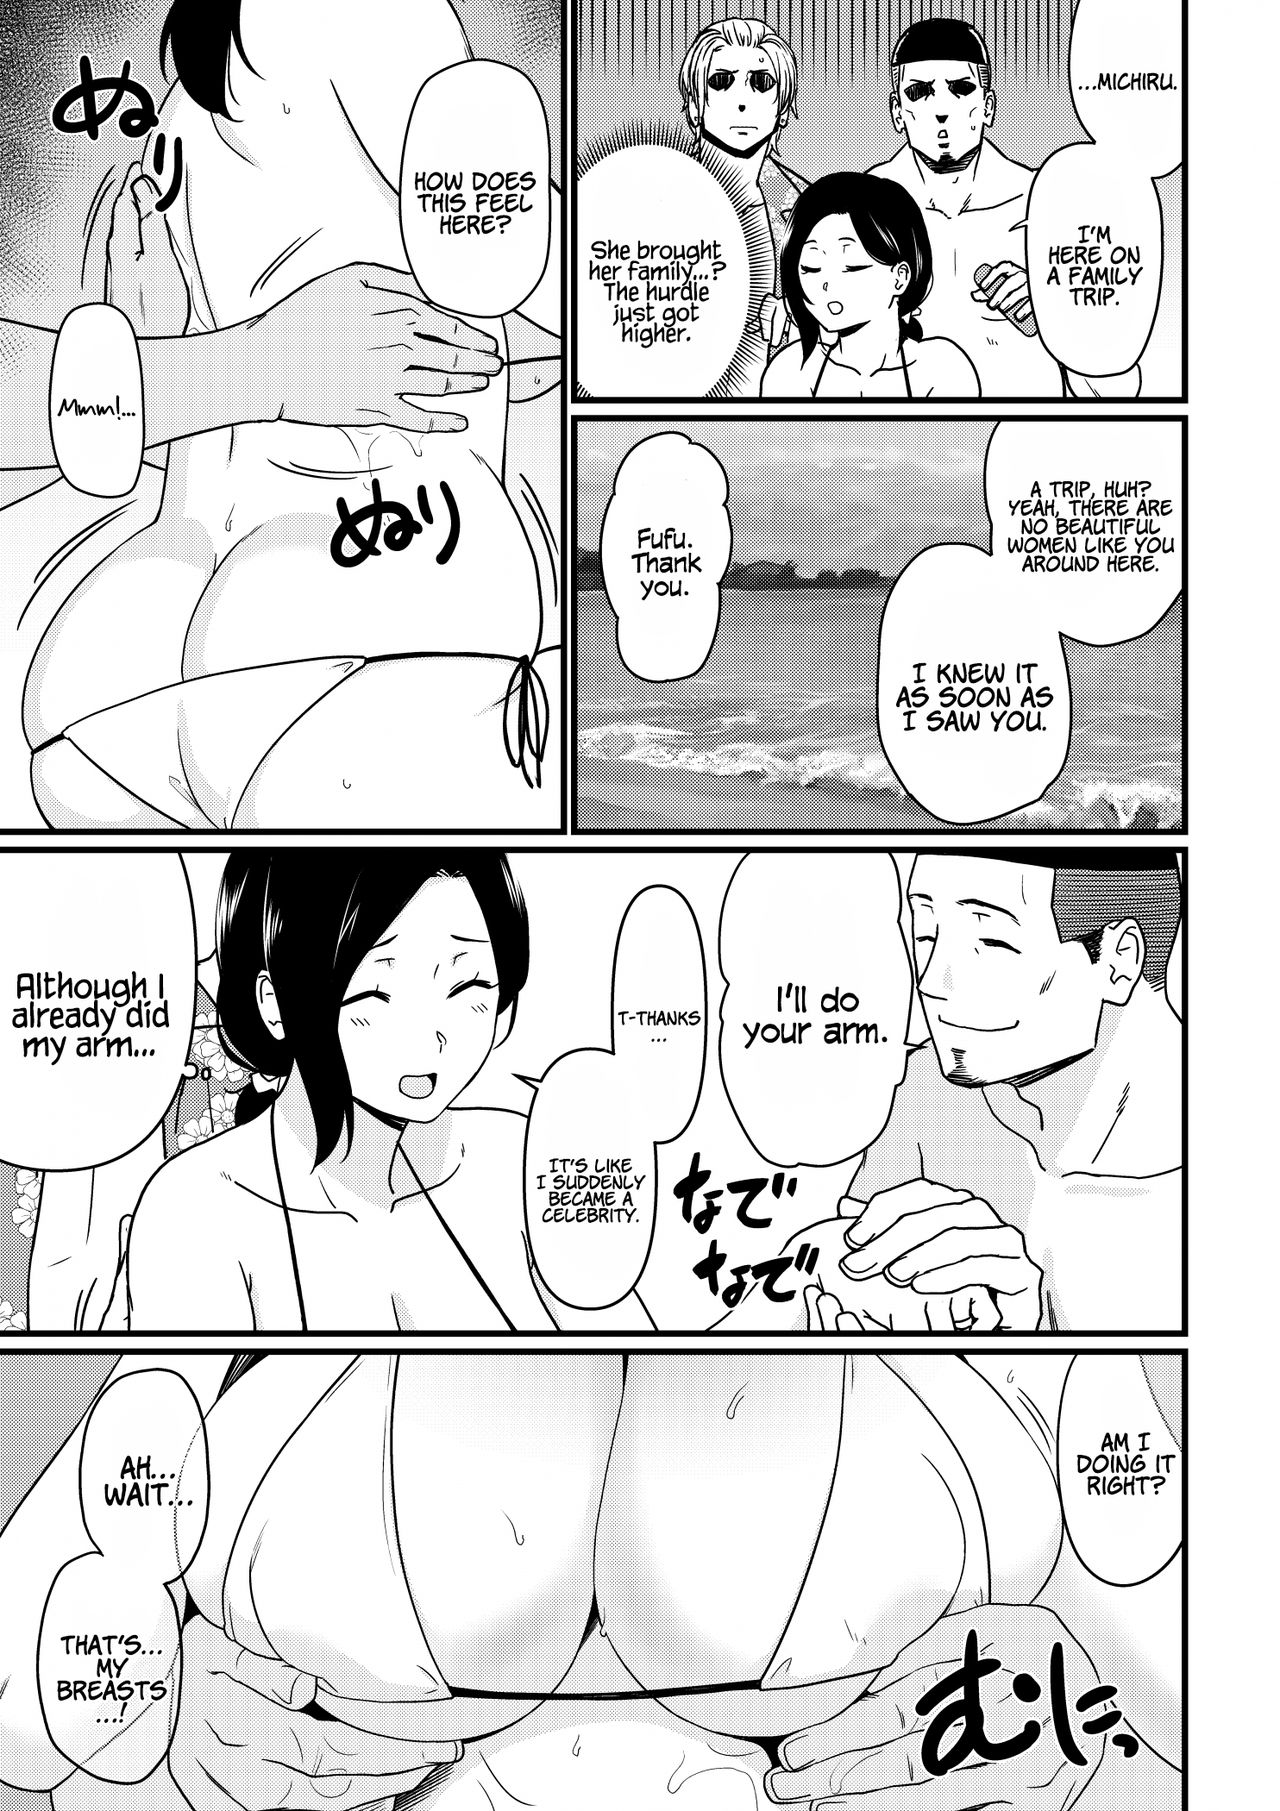 ...MICHIRU.
I'M
HERE ON
A FAMILY
TRIP.
She brought
her family...?
The hurdle
just got
higher.
A TRIP, HUH?
YEAH, THERE ARE
NO BEAUTIFUL
WOMEN LIKE YOU
AROUND HERE.
I KNEW IT
AS SOON AS
I SAW YOU.
Fufu.
Thank
you.
HOW DOES
THIS FEEL
HERE?
ぬり
Mmm!...
ぬり
I'll do
your arm.
T-THANKS
...
IT'S LIKE
I SUDDENLY
BECAME A
CELEBRITY.
なで
なで
Although I
already did
my arm...
AM I
DOING IT
RIGHT?
AH...
WAIT...
THAT'S...
MY
BREASTS
...!
むにっ